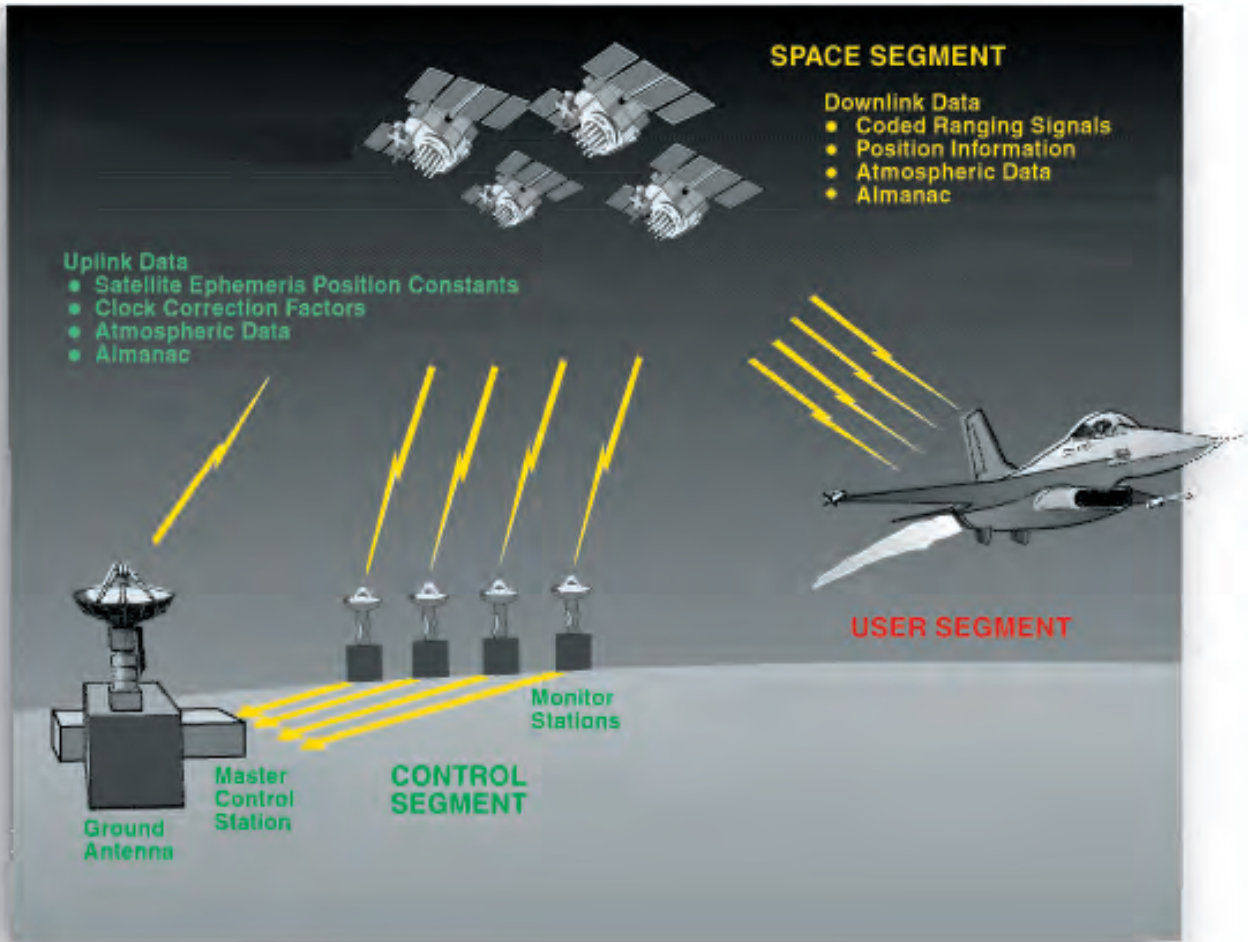 SPACE SEGMENT
Downlink Data
• Coded Ranging Signals
• Position Information
• Atmospheric Data
• Almanac
Uplink Data
• Satellite Ephemeris Position Constants
• Clock Correction Factors
• Atmospheric Data
• Almanac
USER SEGMENT
Monitor
Stations
CONTROL
SEGMENT
Master
Control
Station
Ground
Antenna